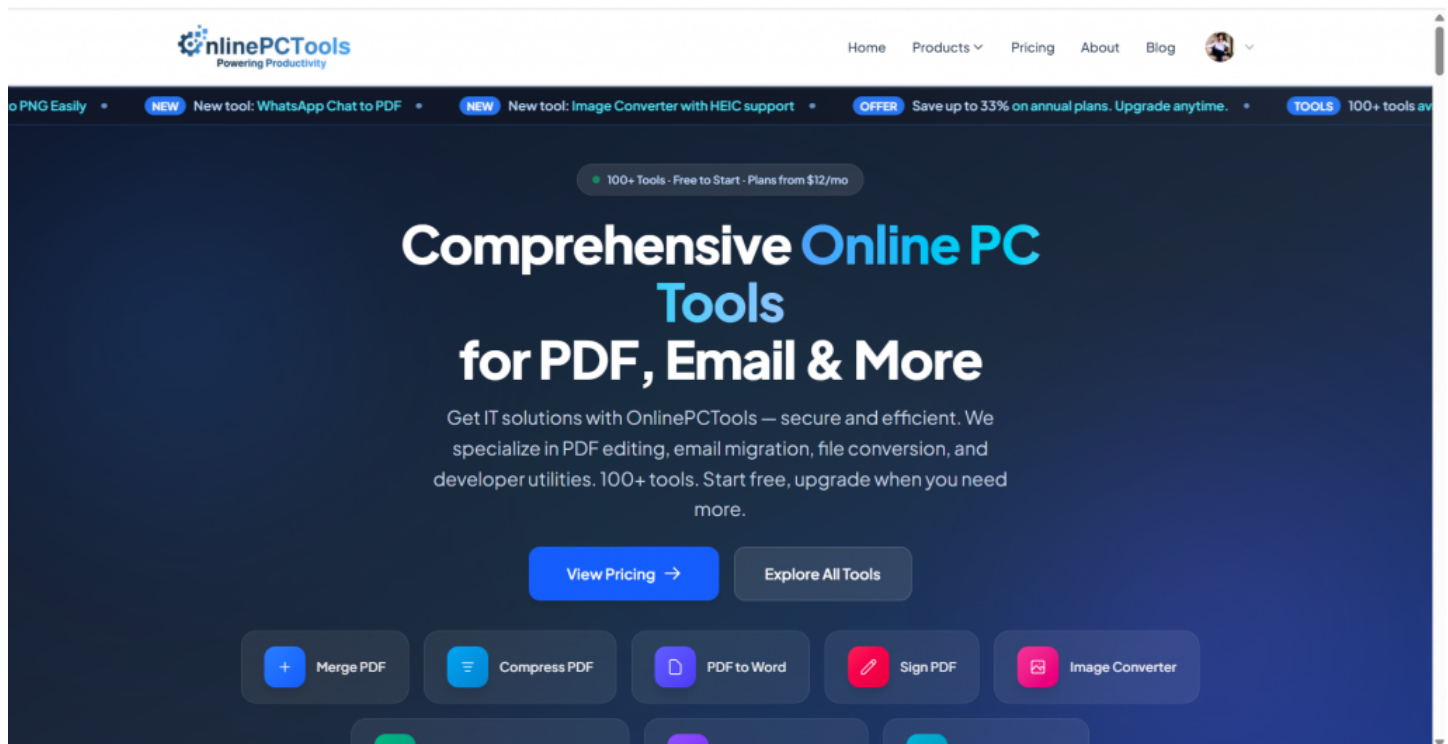 OnlinePCTools
Powering Productivity
Home Products Pricing About Blog
o PNG Easily • NEW New tool: WhatsApp Chat to PDF • NEW New tool: Image Converter with HEIC support • OFFER Save up to 33% on annual plans. Upgrade anytime. • TOOLS 100+ tools av
100+ Tools · Free to Start · Plans from $12/mo
Comprehensive Online PC
Tools
for PDF, Email & More
Get IT solutions with OnlinePCTools — secure and efficient. We
specialize in PDF editing, email migration, file conversion, and
developer utilities. 100+ tools. Start free, upgrade when you need
more.
View Pricing → Explore All Tools
Merge PDF Compress PDF PDF to Word Sign PDF Image Converter